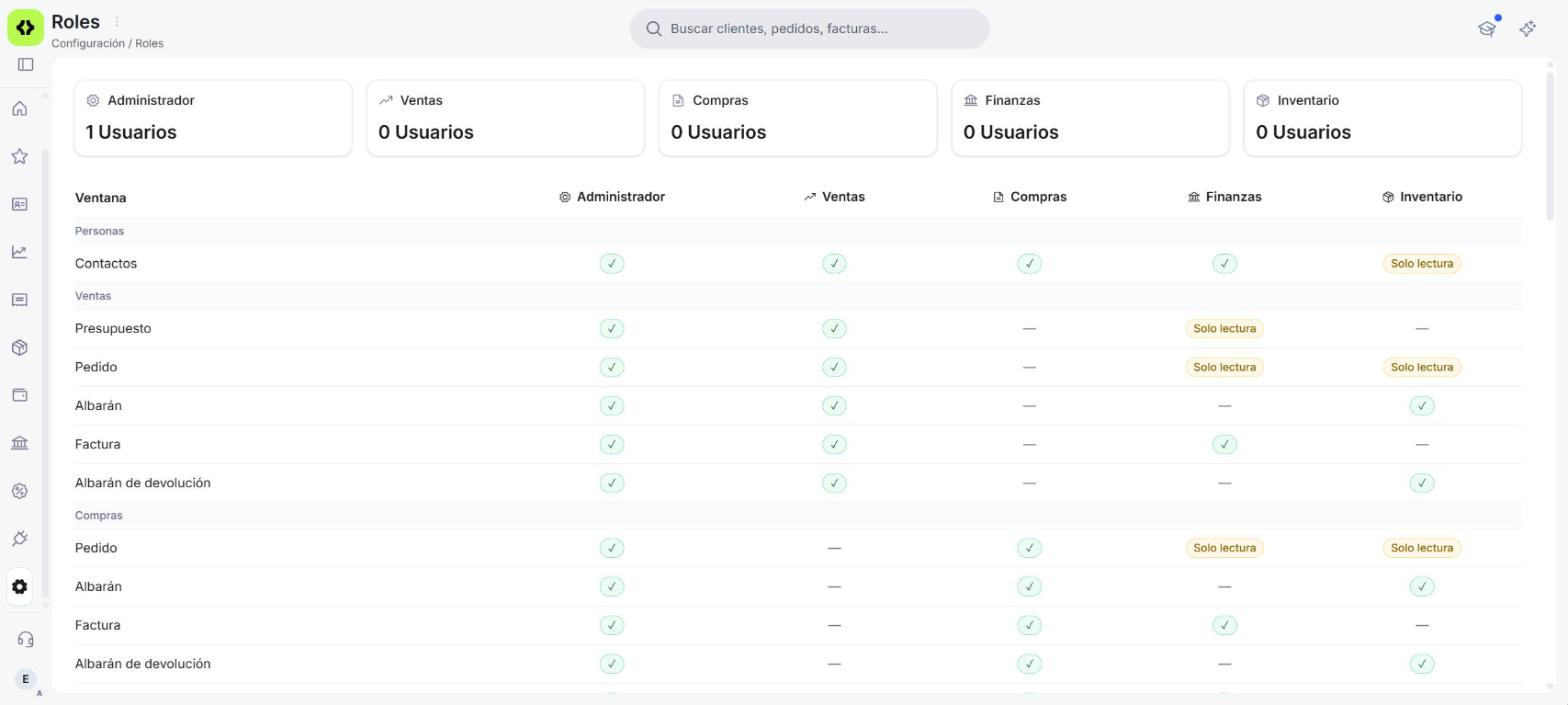 Roles
Configuración / Roles
Buscar clientes, pedidos, facturas...
Administrador
1 Usuarios
Ventas
0 Usuarios
Compras
0 Usuarios
Finanzas
0 Usuarios
Inventario
0 Usuarios
Ventana Administrador Ventas Compras Finanzas Inventario
Personas
Contactos ✓ ✓ ✓ ✓ Solo lectura
Ventas
Presupuesto ✓ ✓ — Solo lectura —
Pedido ✓ ✓ — Solo lectura Solo lectura
Albarán ✓ ✓ — — ✓
Factura ✓ ✓ — ✓ —
Albarán de devolución ✓ ✓ — — ✓
Compras
Pedido ✓ — ✓ Solo lectura Solo lectura
Albarán ✓ — ✓ — ✓
Factura ✓ — ✓ ✓ —
Albarán de devolución ✓ — ✓ — ✓
E
A